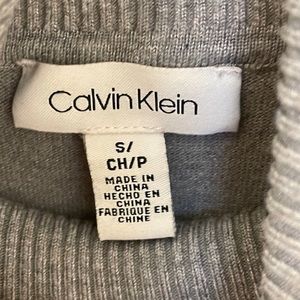 Calvin Klein
S/
CH/P
MADE IN
CHINA
HECHO EN
CHINA
FABRIQUE EN
CHINE